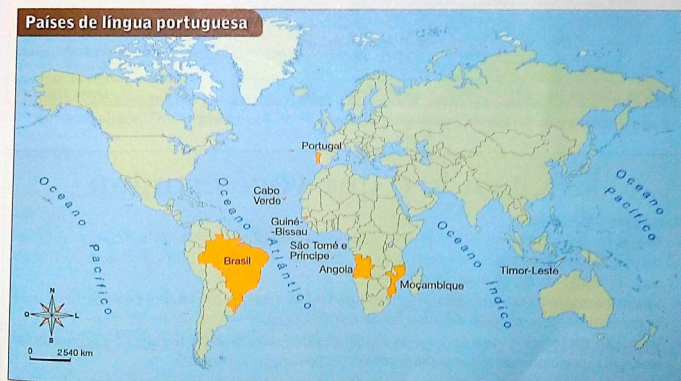 Países de língua portuguesa
Portugal
Cabo
Verde
Guiné-
-Bissau
São Tomé e
Príncipe
Angola
Brasil
Moçambique
Timor-Leste
Oceano Pacífico
Oceano Atlântico
Oceano Índico
Oceano
Pacífico
N
O
L
S
0 2540 km